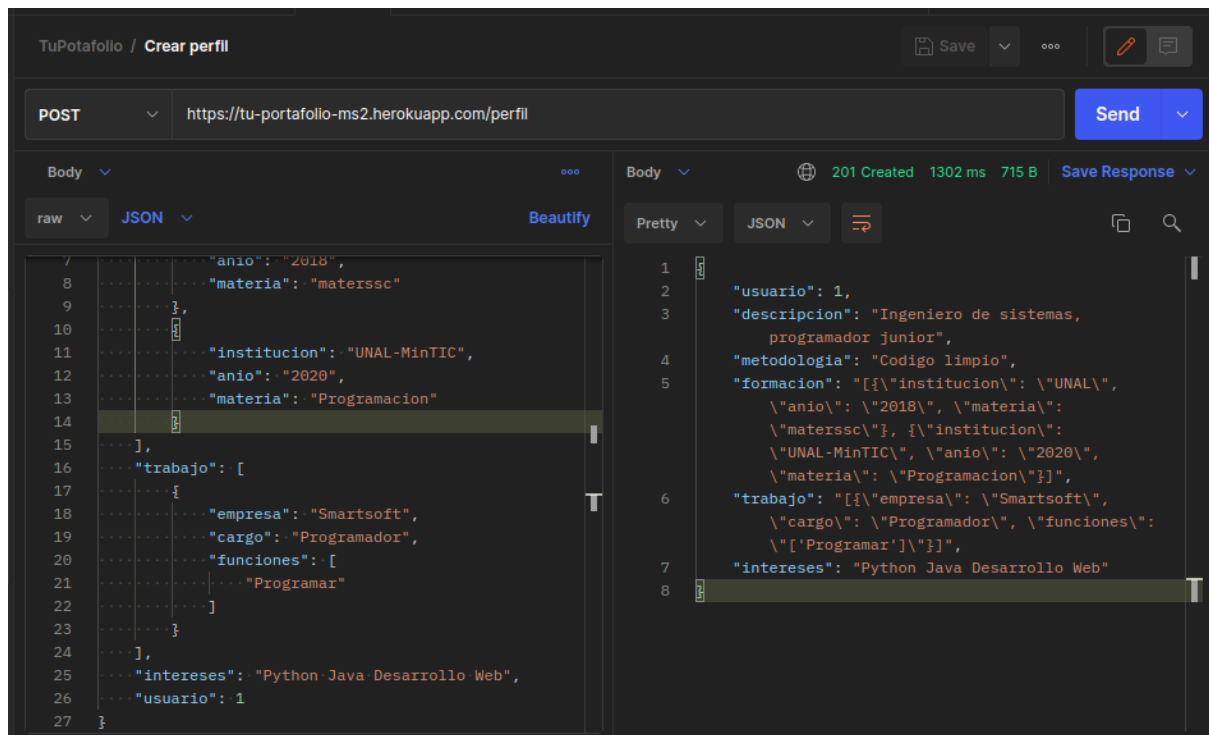 TuPotafolio / Crear perfil
Save
POST
https://tu-portafolio-ms2.herokuapp.com/perfil
Send
Body
raw
JSON
Beautify
7 "anio": "2018",
8 "materia": "materssc"
9 },
10 {
11 "institucion": "UNAL-MinTIC",
12 "anio": "2020",
13 "materia": "Programacion"
14 }
15 ],
16 "trabajo": [
17 {
18 "empresa": "Smartsoft",
19 "cargo": "Programador",
20 "funciones": [
21 "Programar"
22 ]
23 }
24 ],
25 "intereses": "Python Java Desarrollo Web",
26 "usuario": 1
27 }
Body
201 Created 1302 ms 715 B
Save Response
Pretty
JSON
1 {
2 "usuario": 1,
3 "descripcion": "Ingeniero de sistemas,
programador junior",
4 "metodologia": "Codigo limpio",
5 "formacion": "[{\"institucion\": \"UNAL\",
\"anio\": \"2018\", \"materia\":
\"materssc\"}, {\"institucion\":
\"UNAL-MinTIC\", \"anio\": \"2020\",
\"materia\": \"Programacion\"}]",
6 "trabajo": "[{\"empresa\": \"Smartsoft\",
\"cargo\": \"Programador\", \"funciones\":
\"['Programar']\"}]",
7 "intereses": "Python Java Desarrollo Web"
8 }